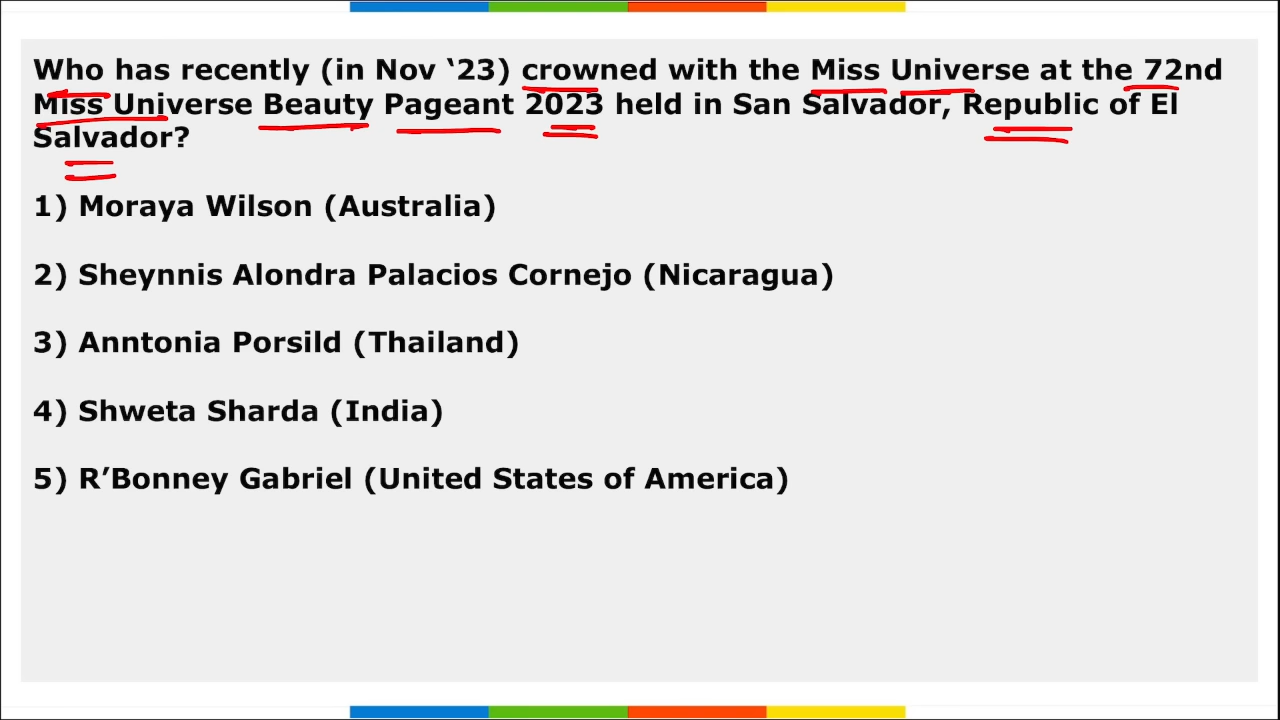 Who has recently (in Nov ‘23) crowned with the Miss Universe at the 72nd
Miss Universe Beauty Pageant 2023 held in San Salvador, Republic of El
Salvador?
1) Moraya Wilson (Australia)
2) Sheynnis Alondra Palacios Cornejo (Nicaragua)
3) Anntonia Porsild (Thailand)
4) Shweta Sharda (India)
5) R’Bonney Gabriel (United States of America)